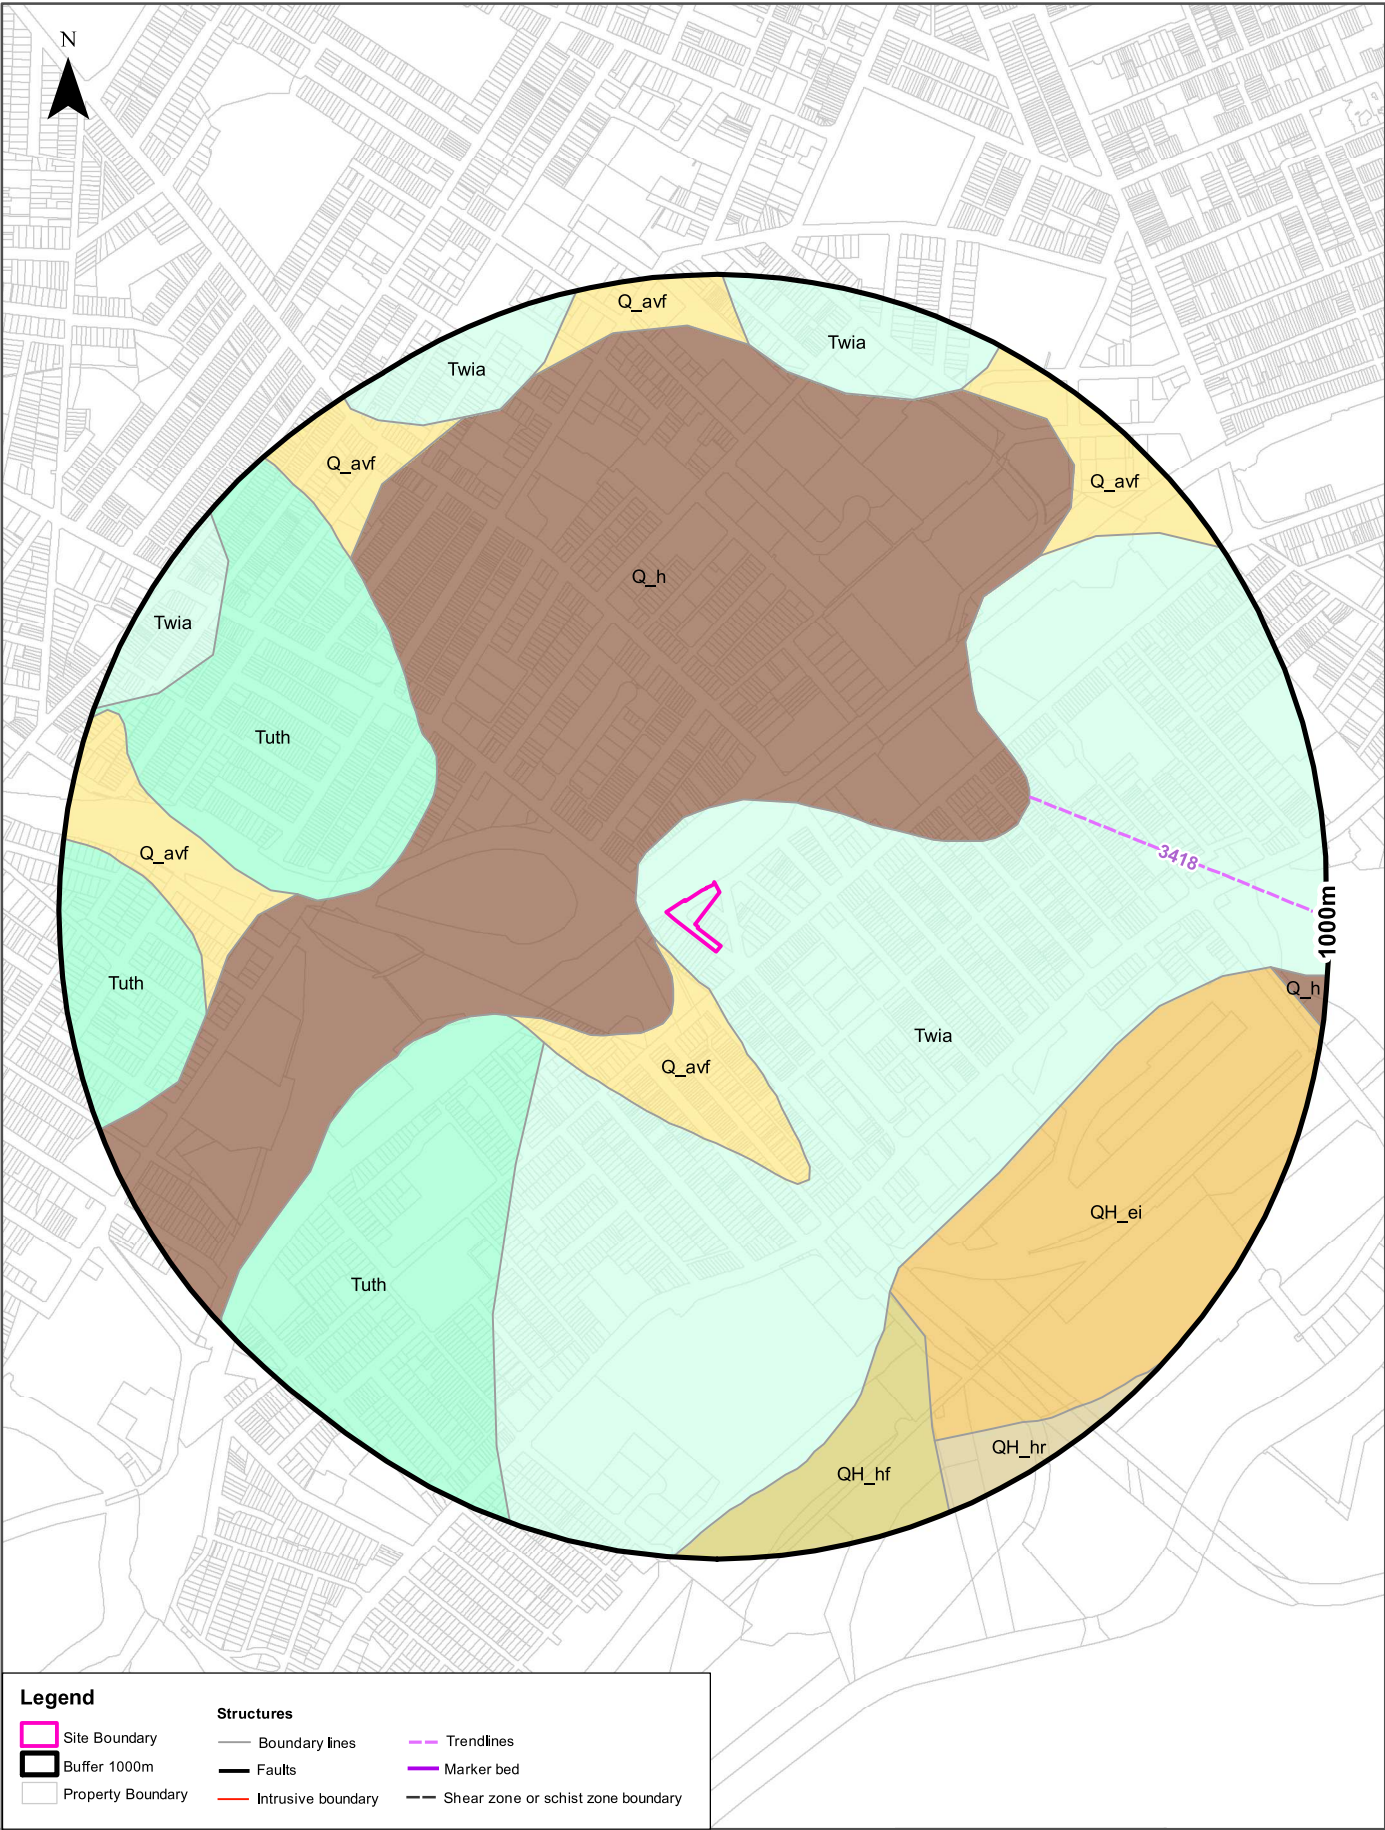 N
Q_avf
Twia
Twia
Q_avf
Q_avf
Q_h
Twia
Tuth
Q_avf
3418
1000m
Tuth
Q_h
Twia
Q_avf
QH_ei
Tuth
QH_hr
QH_hf
Legend
Site Boundary
Buffer 1000m
Property Boundary
Structures
Boundary lines
Faults
Intrusive boundary
Trendlines
Marker bed
Shear zone or schist zone boundary